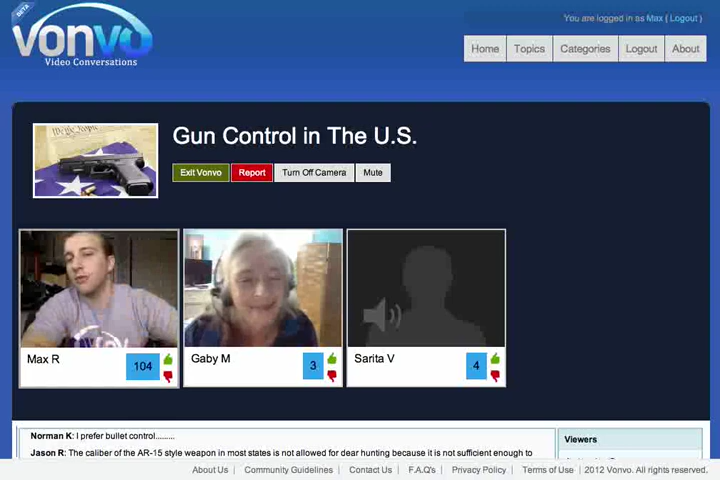 BETA
vonvo
Video Conversations
You are logged in as Max ( Logout )
Home Topics Categories Logout About
We the People
Gun Control in The U.S.
Exit Vonvo Report Turn Off Camera Mute
Max R 104
Gaby M 3
Sarita V 4
Norman K: I prefer bullet control.........
Jason R: The caliber of the AR-15 style weapon in most states is not allowed for dear hunting because it is not sufficient enough to
Viewers
About Us | Community Guidelines | Contact Us | F.A.Q's | Privacy Policy | Terms of Use | 2012 Vonvo. All rights reserved.